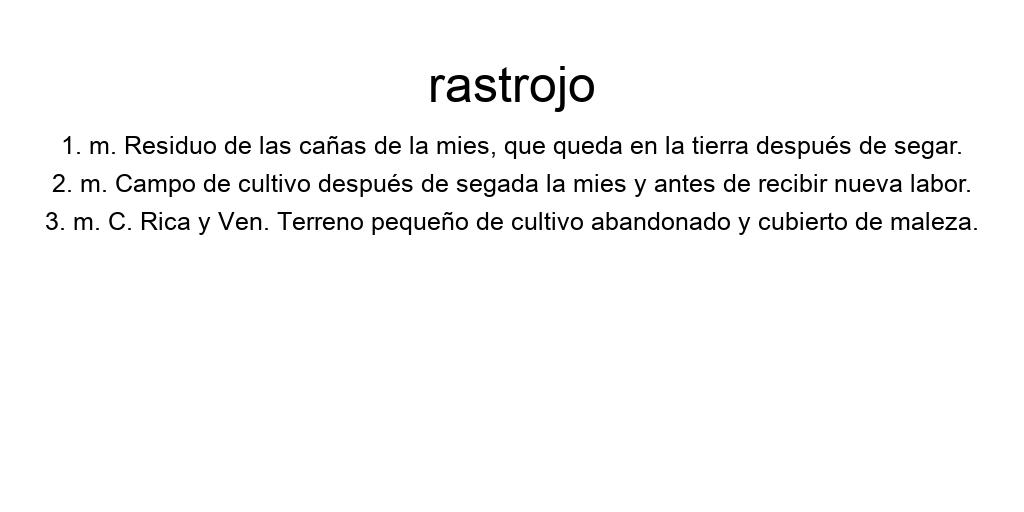 rastrojo
1. m. Residuo de las cañas de la mies, que queda en la tierra después de segar.
2. m. Campo de cultivo después de segada la mies y antes de recibir nueva labor.
3. m. C. Rica y Ven. Terreno pequeño de cultivo abandonado y cubierto de maleza.